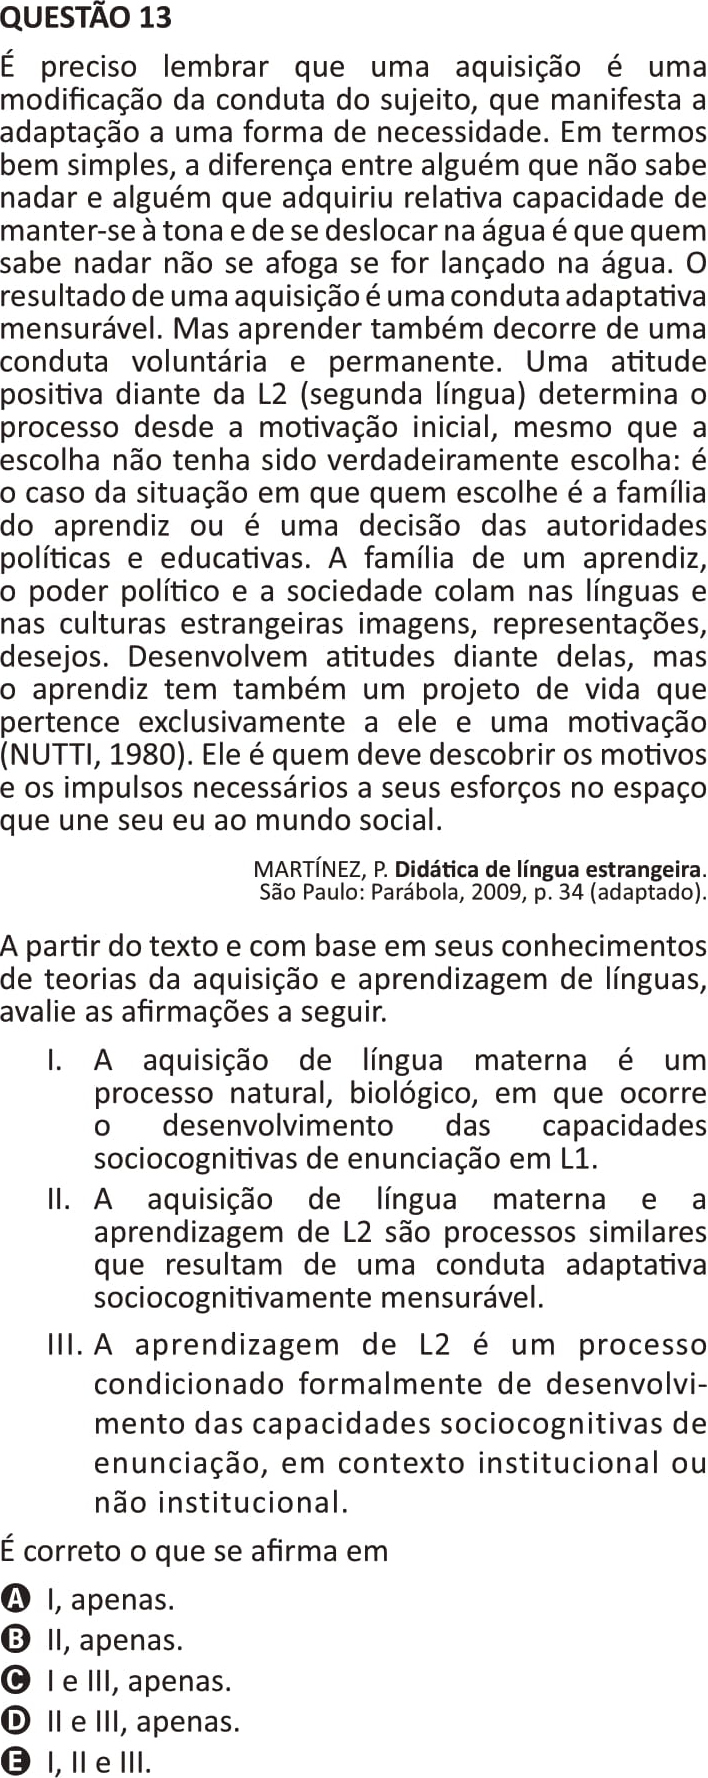 QUESTÃO 13
É preciso lembrar que uma aquisição é uma
modificação da conduta do sujeito, que manifesta a
adaptação a uma forma de necessidade. Em termos
bem simples, a diferença entre alguém que não sabe
nadar e alguém que adquiriu relativa capacidade de
manter-se à tona e de se deslocar na água é que quem
sabe nadar não se afoga se for lançado na água. O
resultado de uma aquisição é uma conduta adaptativa
mensurável. Mas aprender também decorre de uma
conduta voluntária e permanente. Uma atitude
positiva diante da L2 (segunda língua) determina o
processo desde a motivação inicial, mesmo que a
escolha não tenha sido verdadeiramente escolha: é
o caso da situação em que quem escolhe é a família
do aprendiz ou é uma decisão das autoridades
políticas e educativas. A família de um aprendiz,
o poder político e a sociedade colam nas línguas e
nas culturas estrangeiras imagens, representações,
desejos. Desenvolvem atitudes diante delas, mas
o aprendiz tem também um projeto de vida que
pertence exclusivamente a ele e uma motivação
(NUTTI, 1980). Ele é quem deve descobrir os motivos
e os impulsos necessários a seus esforços no espaço
que une seu eu ao mundo social.
MARTÍNEZ, P. Didática de língua estrangeira.
São Paulo: Parábola, 2009, p. 34 (adaptado).
A partir do texto e com base em seus conhecimentos
de teorias da aquisição e aprendizagem de línguas,
avalie as afirmações a seguir.
I. A aquisição de língua materna é um
processo natural, biológico, em que ocorre
o desenvolvimento das capacidades
sociocognitivas de enunciação em L1.
II. A aquisição de língua materna e a
aprendizagem de L2 são processos similares
que resultam de uma conduta adaptativa
sociocognitivamente mensurável.
III. A aprendizagem de L2 é um processo
condicionado formalmente de desenvolvi-
mento das capacidades sociocognitivas de
enunciação, em contexto institucional ou
não institucional.
É correto o que se afirma em
A I, apenas.
B II, apenas.
C I e III, apenas.
D II e III, apenas.
E I, II e III.